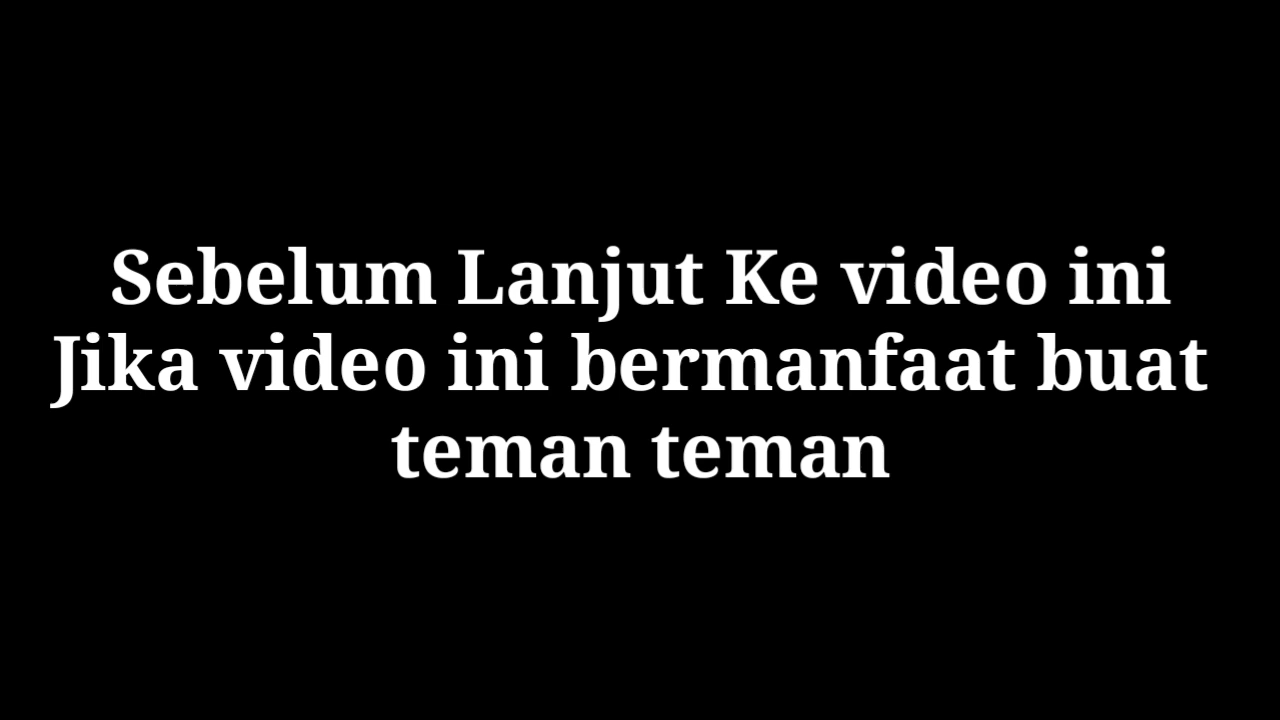 Sebelum Lanjut Ke video ini
Jika video ini bermanfaat buat
teman teman